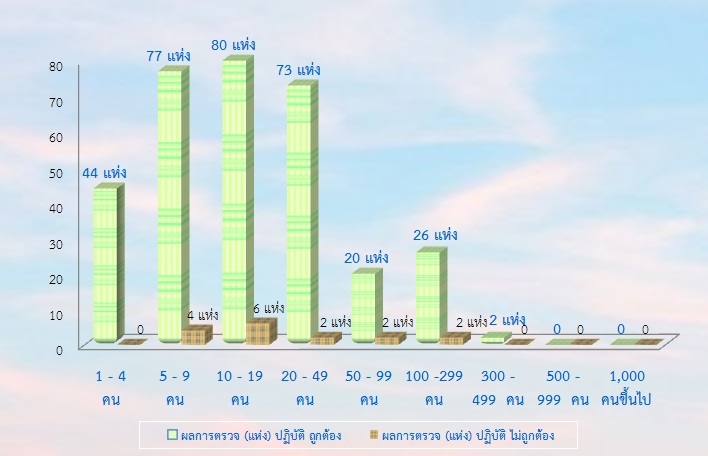 80 แห่ง
77 แห่ง
73 แห่ง
44 แห่ง
26 แห่ง
20 แห่ง
6 แห่ง
4 แห่ง
2 แห่ง 2 แห่ง 2 แห่ง 2 แห่ง
0 0 0 0 0 0
80
70
60
50
40
30
20
10
0
1 - 4 5 - 9 10 - 19 20 - 49 50 - 99 100 -299 300 - 500 - 1,000
คน คน คน คน คน คน 499 คน 999 คน คนขึ้นไป
ผลการตรวจ (แห่ง) ปฏิบัติ ถูกต้อง ผลการตรวจ (แห่ง) ปฏิบัติ ไม่ถูกต้อง